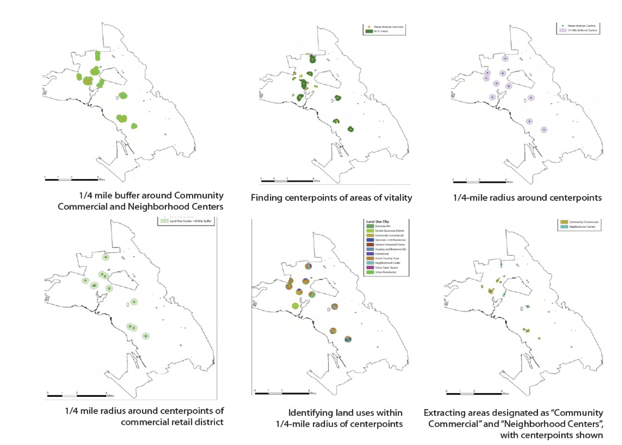 1/4 mile buffer around Community
Commercial and Neighborhood Centers
Finding centerpoints of areas of vitality
1/4-mile radius around centerpoints
1/4 mile radius around centerpoints of
commercial retail district
Land Use City
Identifying land uses within
1/4-mile radius of centerpoints
Community Commercial
Neighborhood Center
Extracting areas designated as “Community
Commercial” and “Neighborhood Centers”,
with centerpoints shown